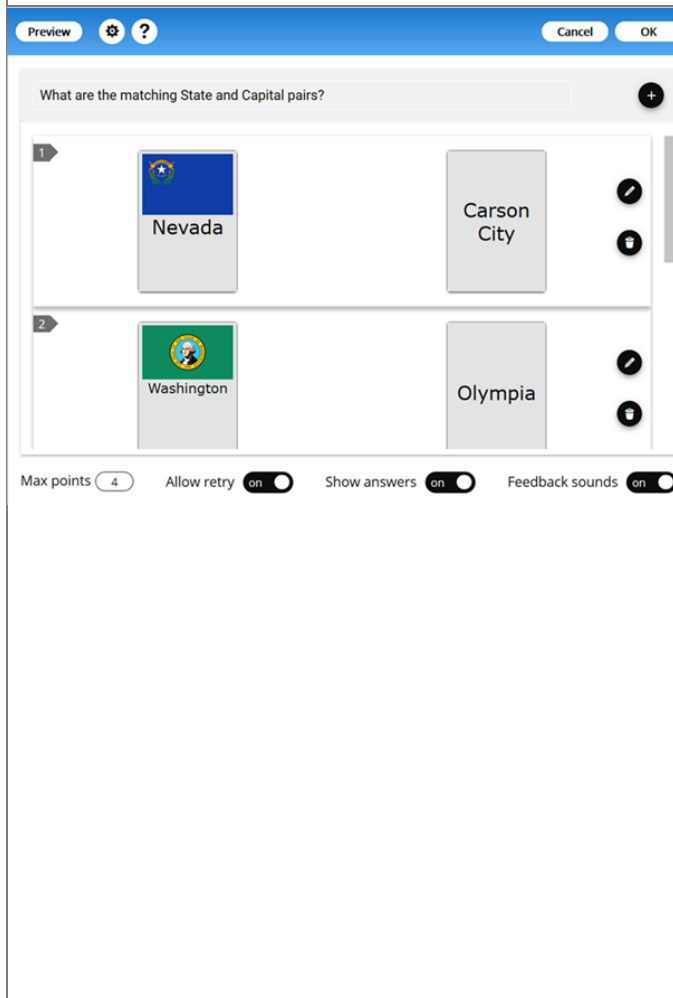 Preview ? Cancel OK
What are the matching State and Capital pairs? +
1
Nevada
Carson
City
2
Washington
Olympia
Max points 4 Allow retry on Show answers on Feedback sounds on